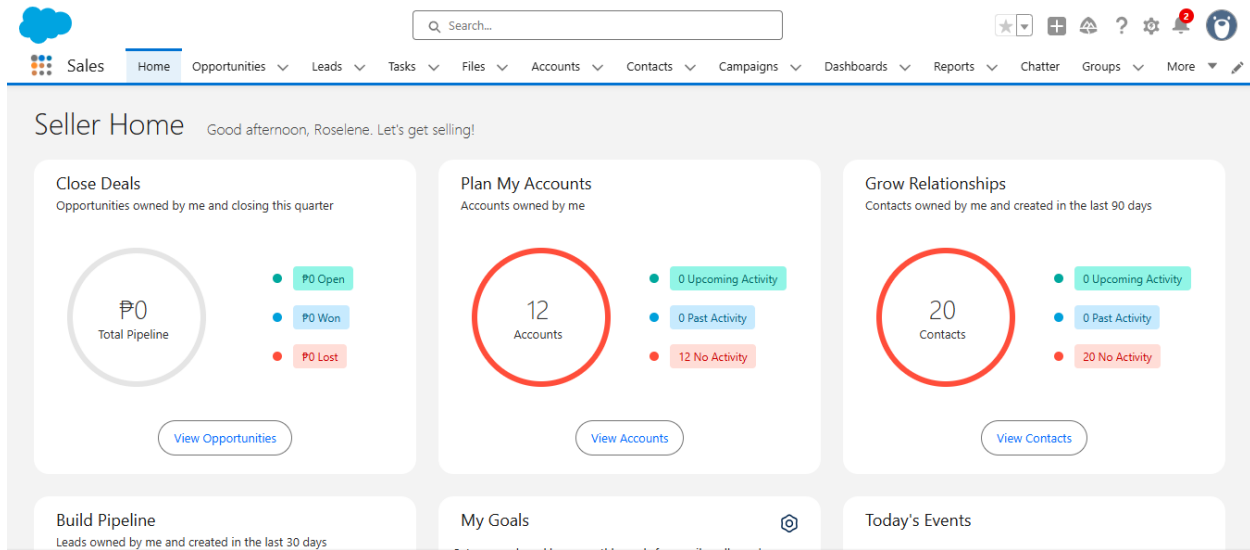 Search...
2
Sales Home Opportunities Leads Tasks Files Accounts Contacts Campaigns Dashboards Reports Chatter Groups More
Seller Home Good afternoon, Roselene. Let's get selling!
Close Deals
Opportunities owned by me and closing this quarter
₱0
Total Pipeline
₱0 Open
₱0 Won
₱0 Lost
View Opportunities
Plan My Accounts
Accounts owned by me
12
Accounts
0 Upcoming Activity
0 Past Activity
12 No Activity
View Accounts
Grow Relationships
Contacts owned by me and created in the last 90 days
20
Contacts
0 Upcoming Activity
0 Past Activity
20 No Activity
View Contacts
Build Pipeline
Leads owned by me and created in the last 30 days
My Goals
Today's Events